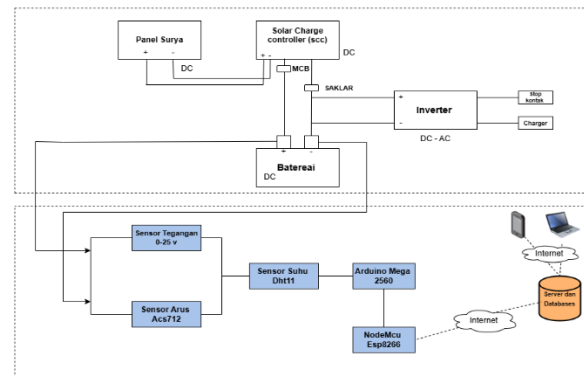 Panel Surya
+ -
DC
Solar Charge
controller (scc)
+ -
DC
MCB
SAKLAR
+
Inverter
-
DC - AC
Stop
kontak
Charger
+ -
Batereai
DC
Sensor Tegangan
0-25 v
Sensor Arus
Acs712
Sensor Suhu
Dht11
Arduino Mega
2560
NodeMcu
Esp8266
Internet
Internet
Server dan
Databases